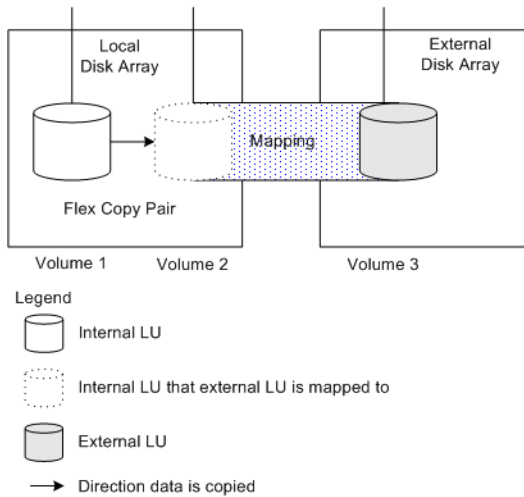 Local
Disk Array
External
Disk Array
Mapping
Flex Copy Pair
Volume 1
Volume 2
Volume 3
Legend
Internal LU
Internal LU that external LU is mapped to
External LU
Direction data is copied